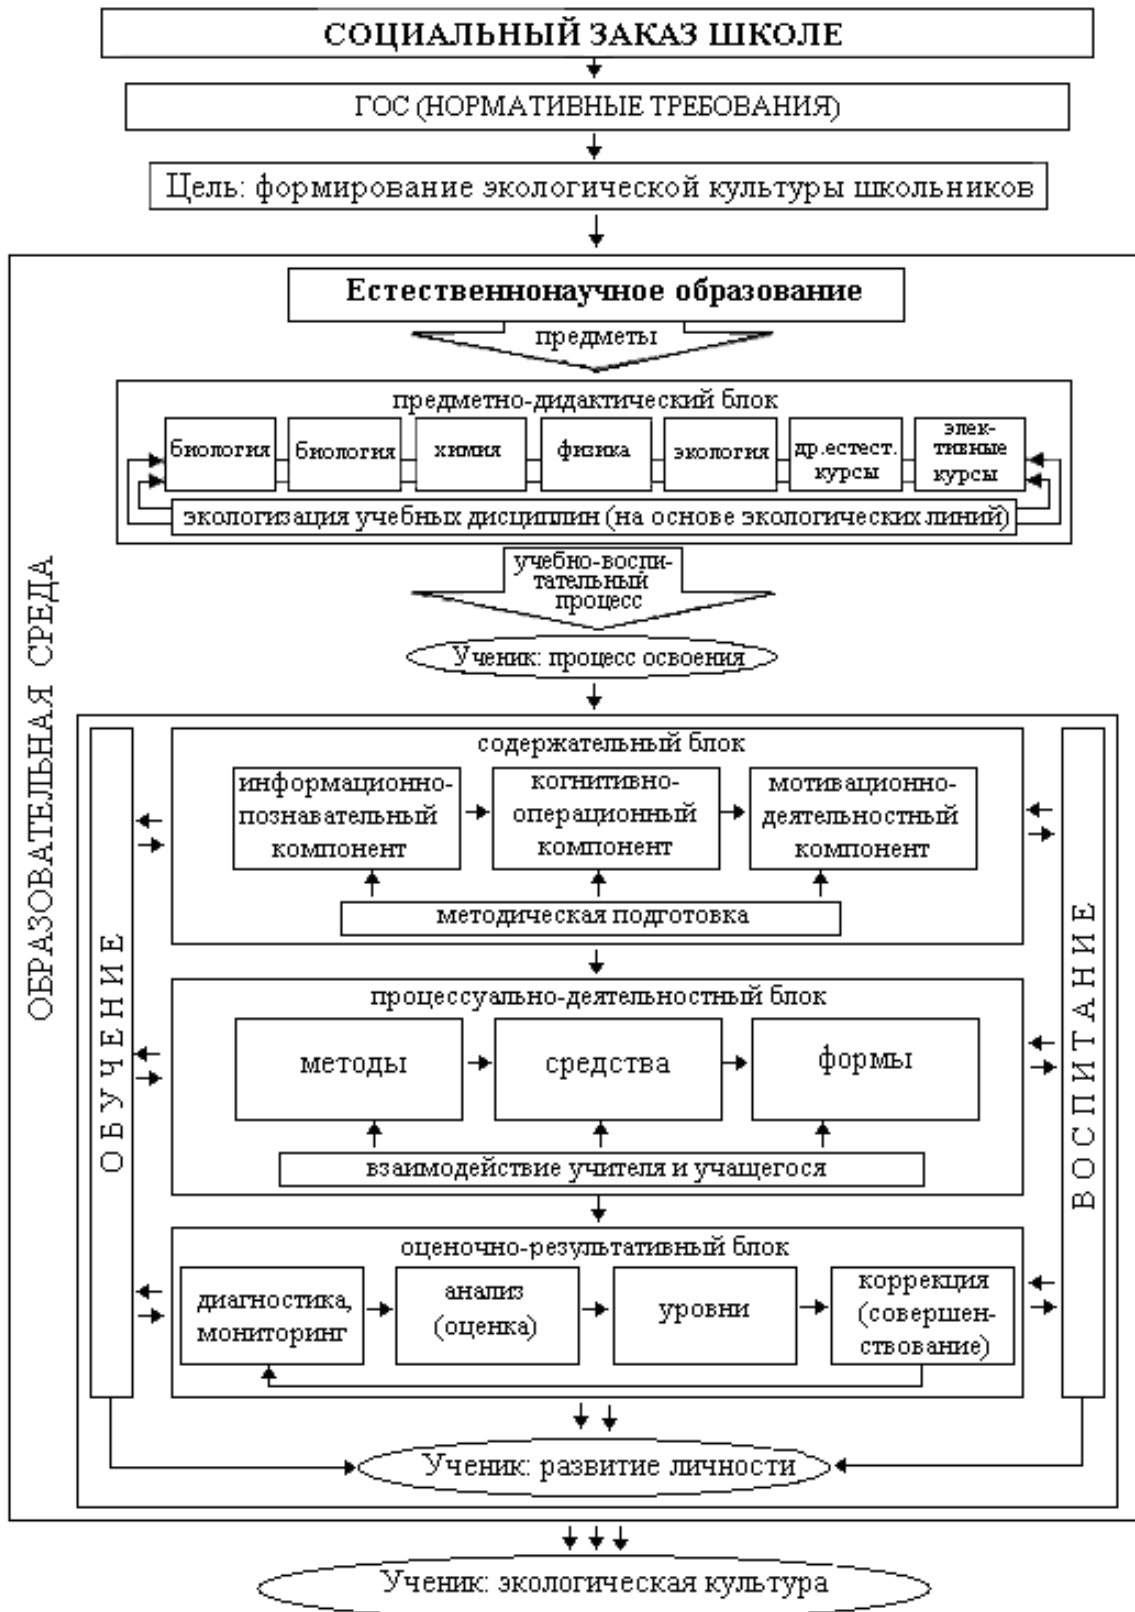 СОЦИАЛЬНЫЙ ЗАКАЗ ШКОЛЕ
ГОС (НОРМАТИВНЫЕ ТРЕБОВАНИЯ)
Цель: формирование экологической культуры школьников
ОБРАЗОВАТЕЛЬНАЯ СРЕДА
Естественнонаучное образование
предметы
предметно-дидактический блок
биология
биология
химия
физика
экология
др.естест.
курсы
элек-
тивные
курсы
экологизация учебных дисциплин (на основе экологических линий)
учебно-воспи-
тательный
процесс
Ученик: процесс освоения
ОБУЧЕНИЕ
содержательный блок
информационно-
познавательный
компонент
когнитивно-
операционный
компонент
мотивационно-
деятельностный
компонент
методическая подготовка
процессуально-деятельностный блок
методы
средства
формы
взаимодействие учителя и учащегося
оценочно-результативный блок
диагностика,
мониторинг
анализ
(оценка)
уровни
коррекция
(совершен-
ствование)
ВОСПИТАНИЕ
Ученик: развитие личности
Ученик: экологическая культура